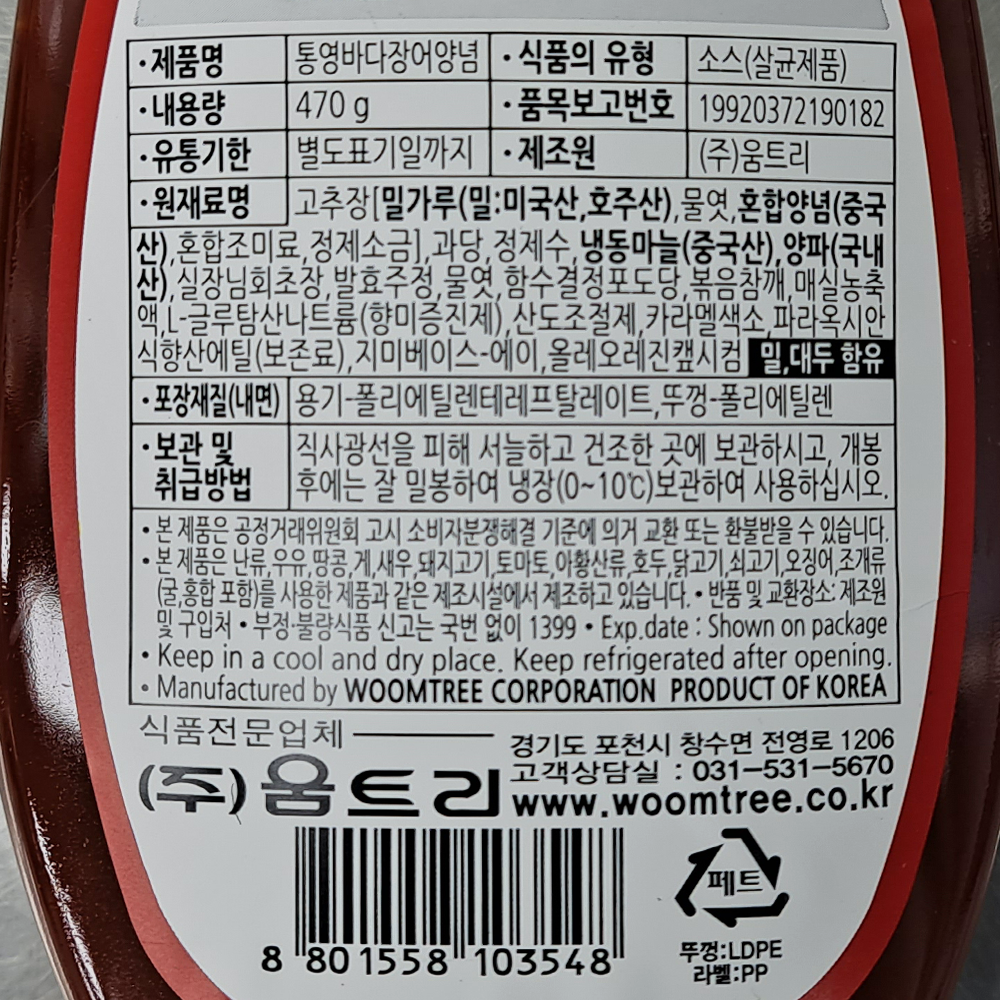 ·제품명 통영바다장어양념 ·식품의 유형 소스(살균제품)
·내용량 470 g ·품목보고번호 19920372190182
·유통기한 별도표기일까지 ·제조원 (주)움트리
·원재료명 고추장[밀가루(밀:미국산,호주산),물엿,혼합양념(중국
산),혼합조미료,정제소금],과당,정제수,냉동마늘(중국산),양파(국내
산),실장님회초장,발효주정,물엿,함수결정포도당,볶음참깨,매실농축
액,L-글루탐산나트륨(향미증진제),산도조절제,카라멜색소,파라옥시안
식향산에틸(보존료),지미베이스-에이,올레오레진캪시컴 밀,대두 함유
·포장재질(내면) 용기-폴리에틸렌테레프탈레이트,뚜껑-폴리에틸렌
·보관 및 직사광선을 피해 서늘하고 건조한 곳에 보관하시고, 개봉
취급방법 후에는 잘 밀봉하여 냉장(0~10℃)보관하여 사용하십시오.
• 본 제품은 공정거래위원회 고시 소비자분쟁해결 기준에 의거 교환 또는 환불받을 수 있습니다.
• 본 제품은 난류,우유,땅콩,게,새우,돼지고기,토마토,아황산류,호두,닭고기,쇠고기,오징어,조개류
(굴,홍합 포함)를 사용한 제품과 같은 제조시설에서 제조하고 있습니다. • 반품 및 교환장소: 제조원
및 구입처 • 부정·불량식품 신고는 국번 없이 1399 • Exp.date : Shown on package
• Keep in a cool and dry place. Keep refrigerated after opening.
• Manufactured by WOOMTREE CORPORATION PRODUCT OF KOREA
식품전문업체
(주)움트리
경기도 포천시 창수면 전영로 1206
고객상담실 : 031-531-5670
www.woomtree.co.kr
페트
8 801558 103548
뚜껑:LDPE
라벨:PP